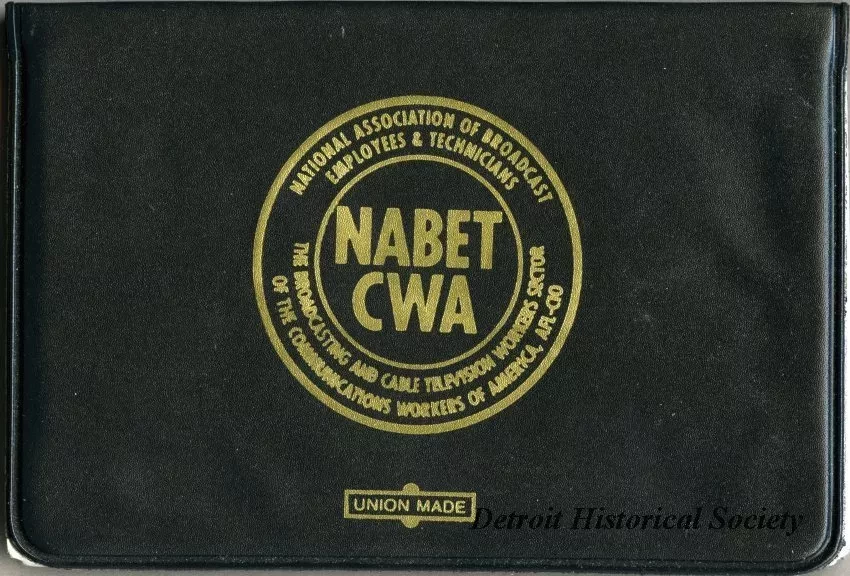 NATIONAL ASSOCIATION OF BROADCAST
EMPLOYEES & TECHNICIANS
NABET
CWA
THE BROADCASTING AND CABLE TELEVISION WORKERS SECTOR
OF THE COMMUNICATIONS WORKERS OF AMERICA, AFL-CIO
UNION MADE
Detroit Historical Society